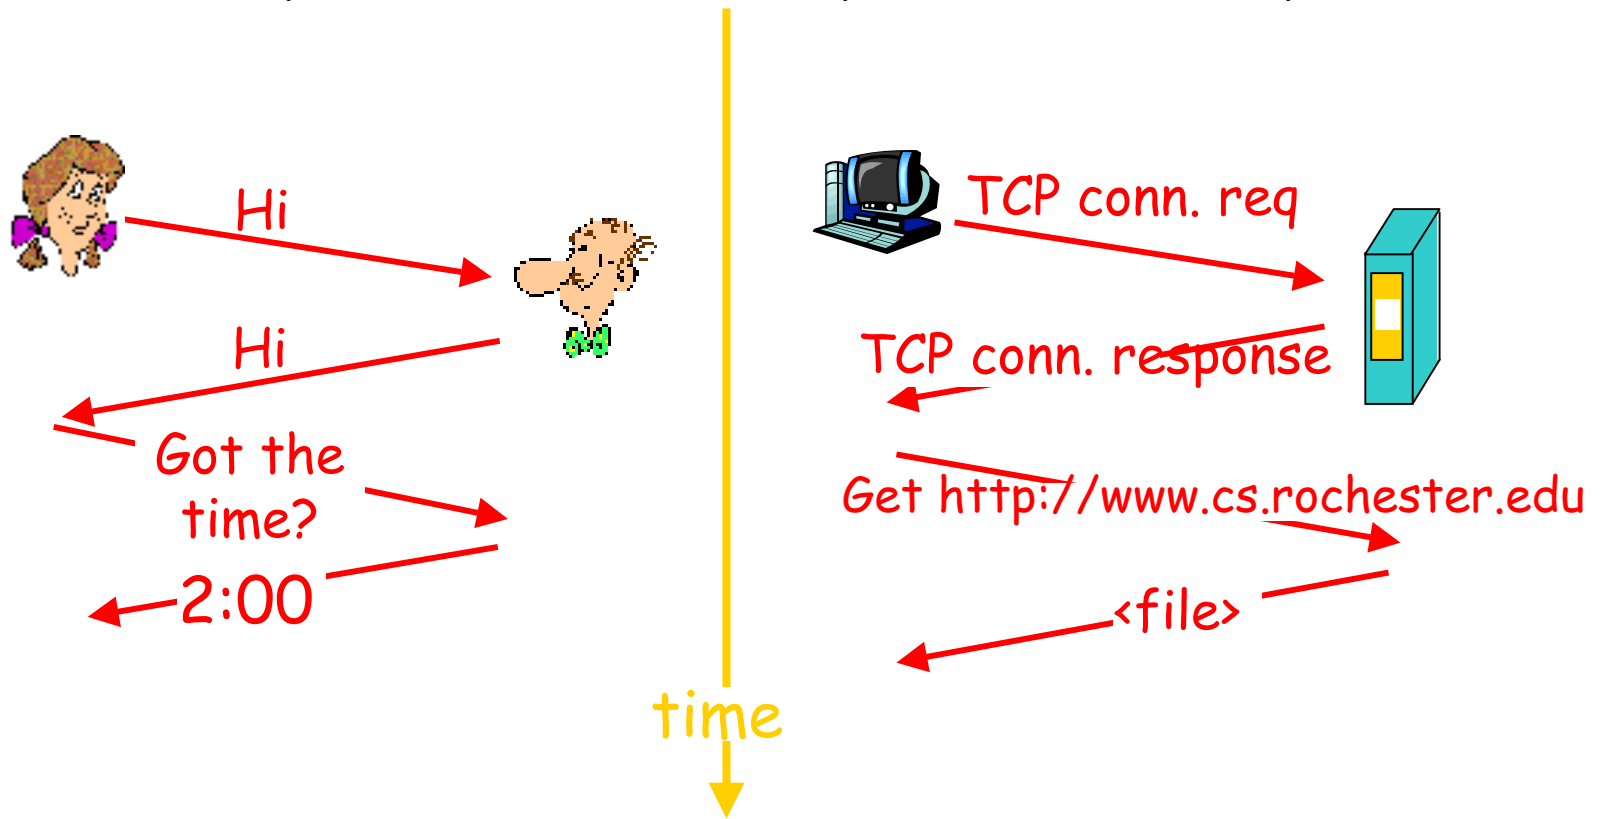 Hi
Hi
Got the
time?
2:00
TCP conn. req
TCP conn. response
Get http://www.cs.rochester.edu
<file>
time